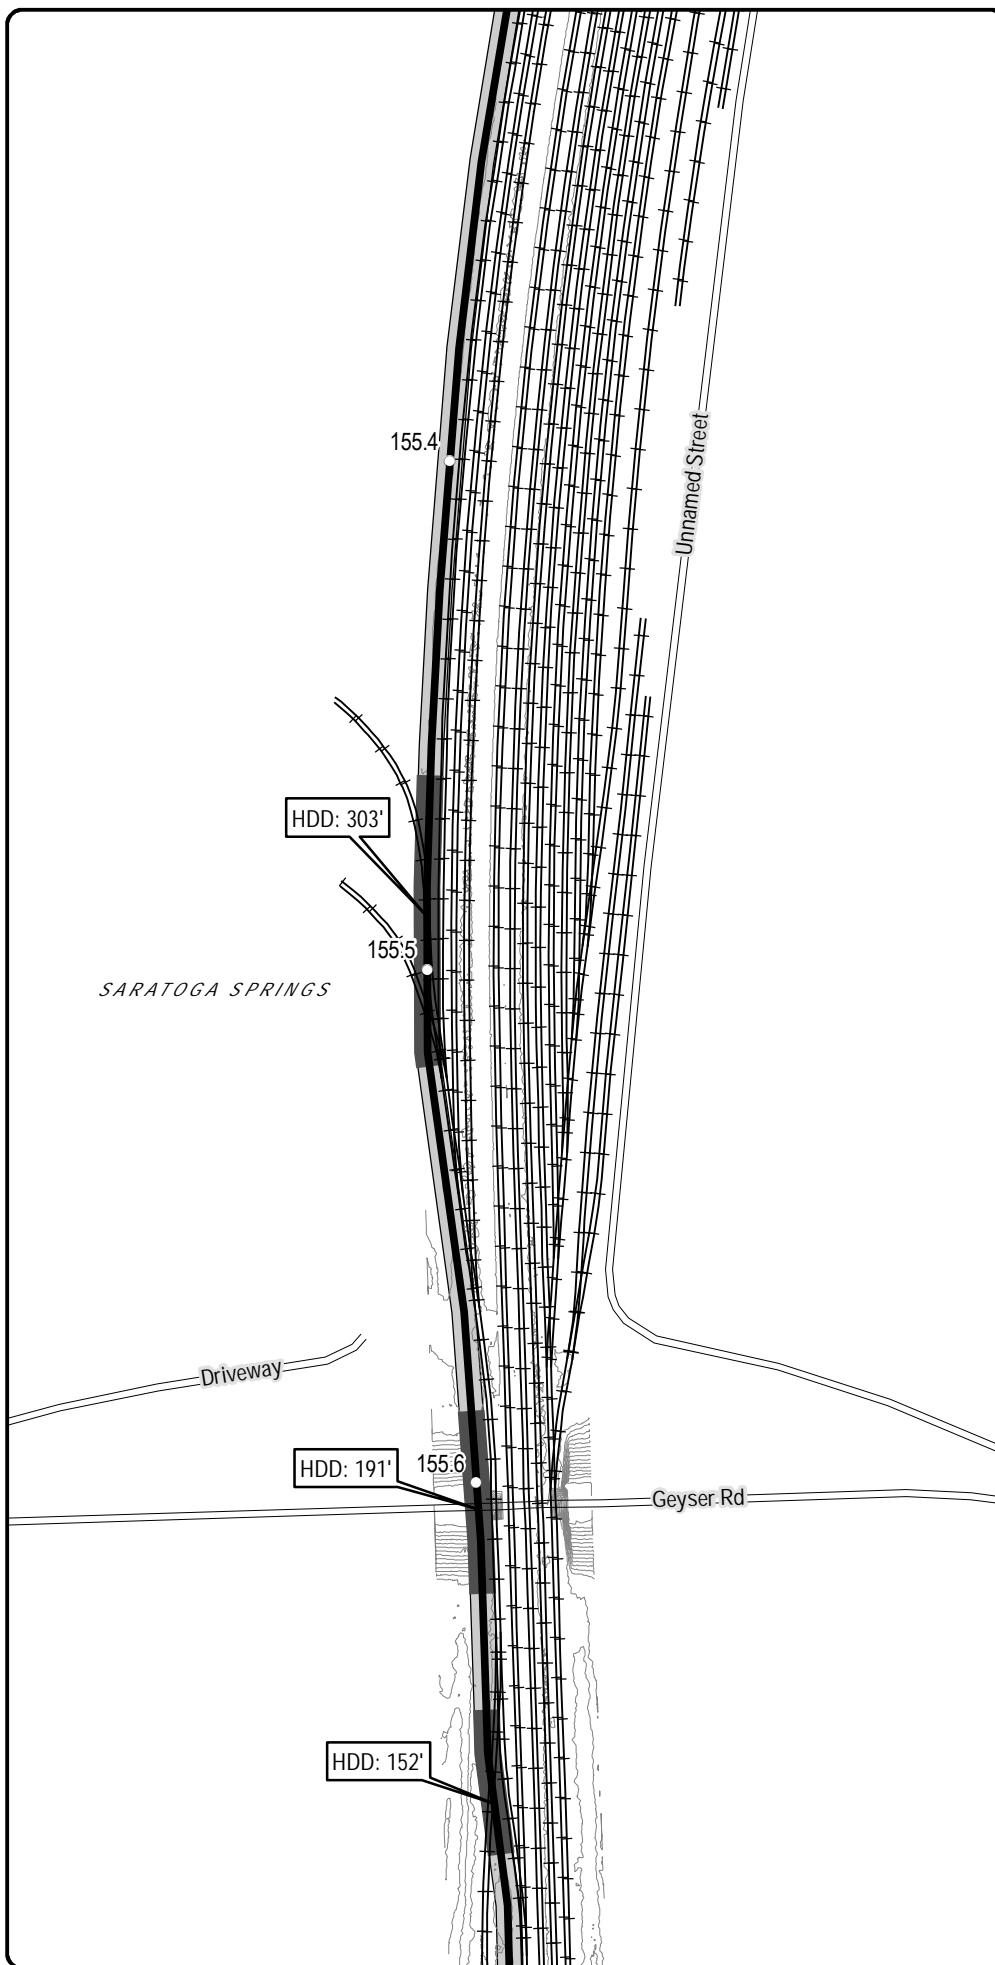 155.4
Unnamed Street
HDD: 303'
155.5
SARATOGA SPRINGS
Driveway
HDD: 191'
155.6
Geyser Rd
HDD: 152'